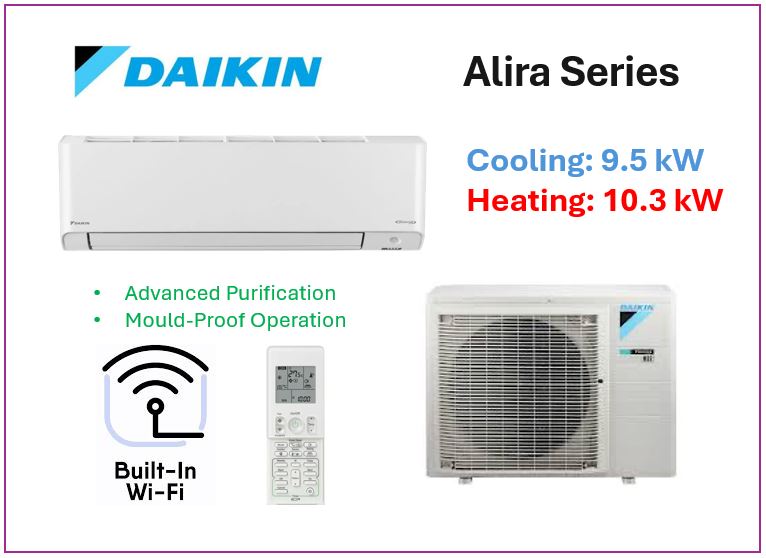 DAIKIN
Alira Series
Cooling: 9.5 kW
Heating: 10.3 kW
DAIKIN
• Advanced Purification
• Mould-Proof Operation
DAIKIN
Built-In
Wi-Fi